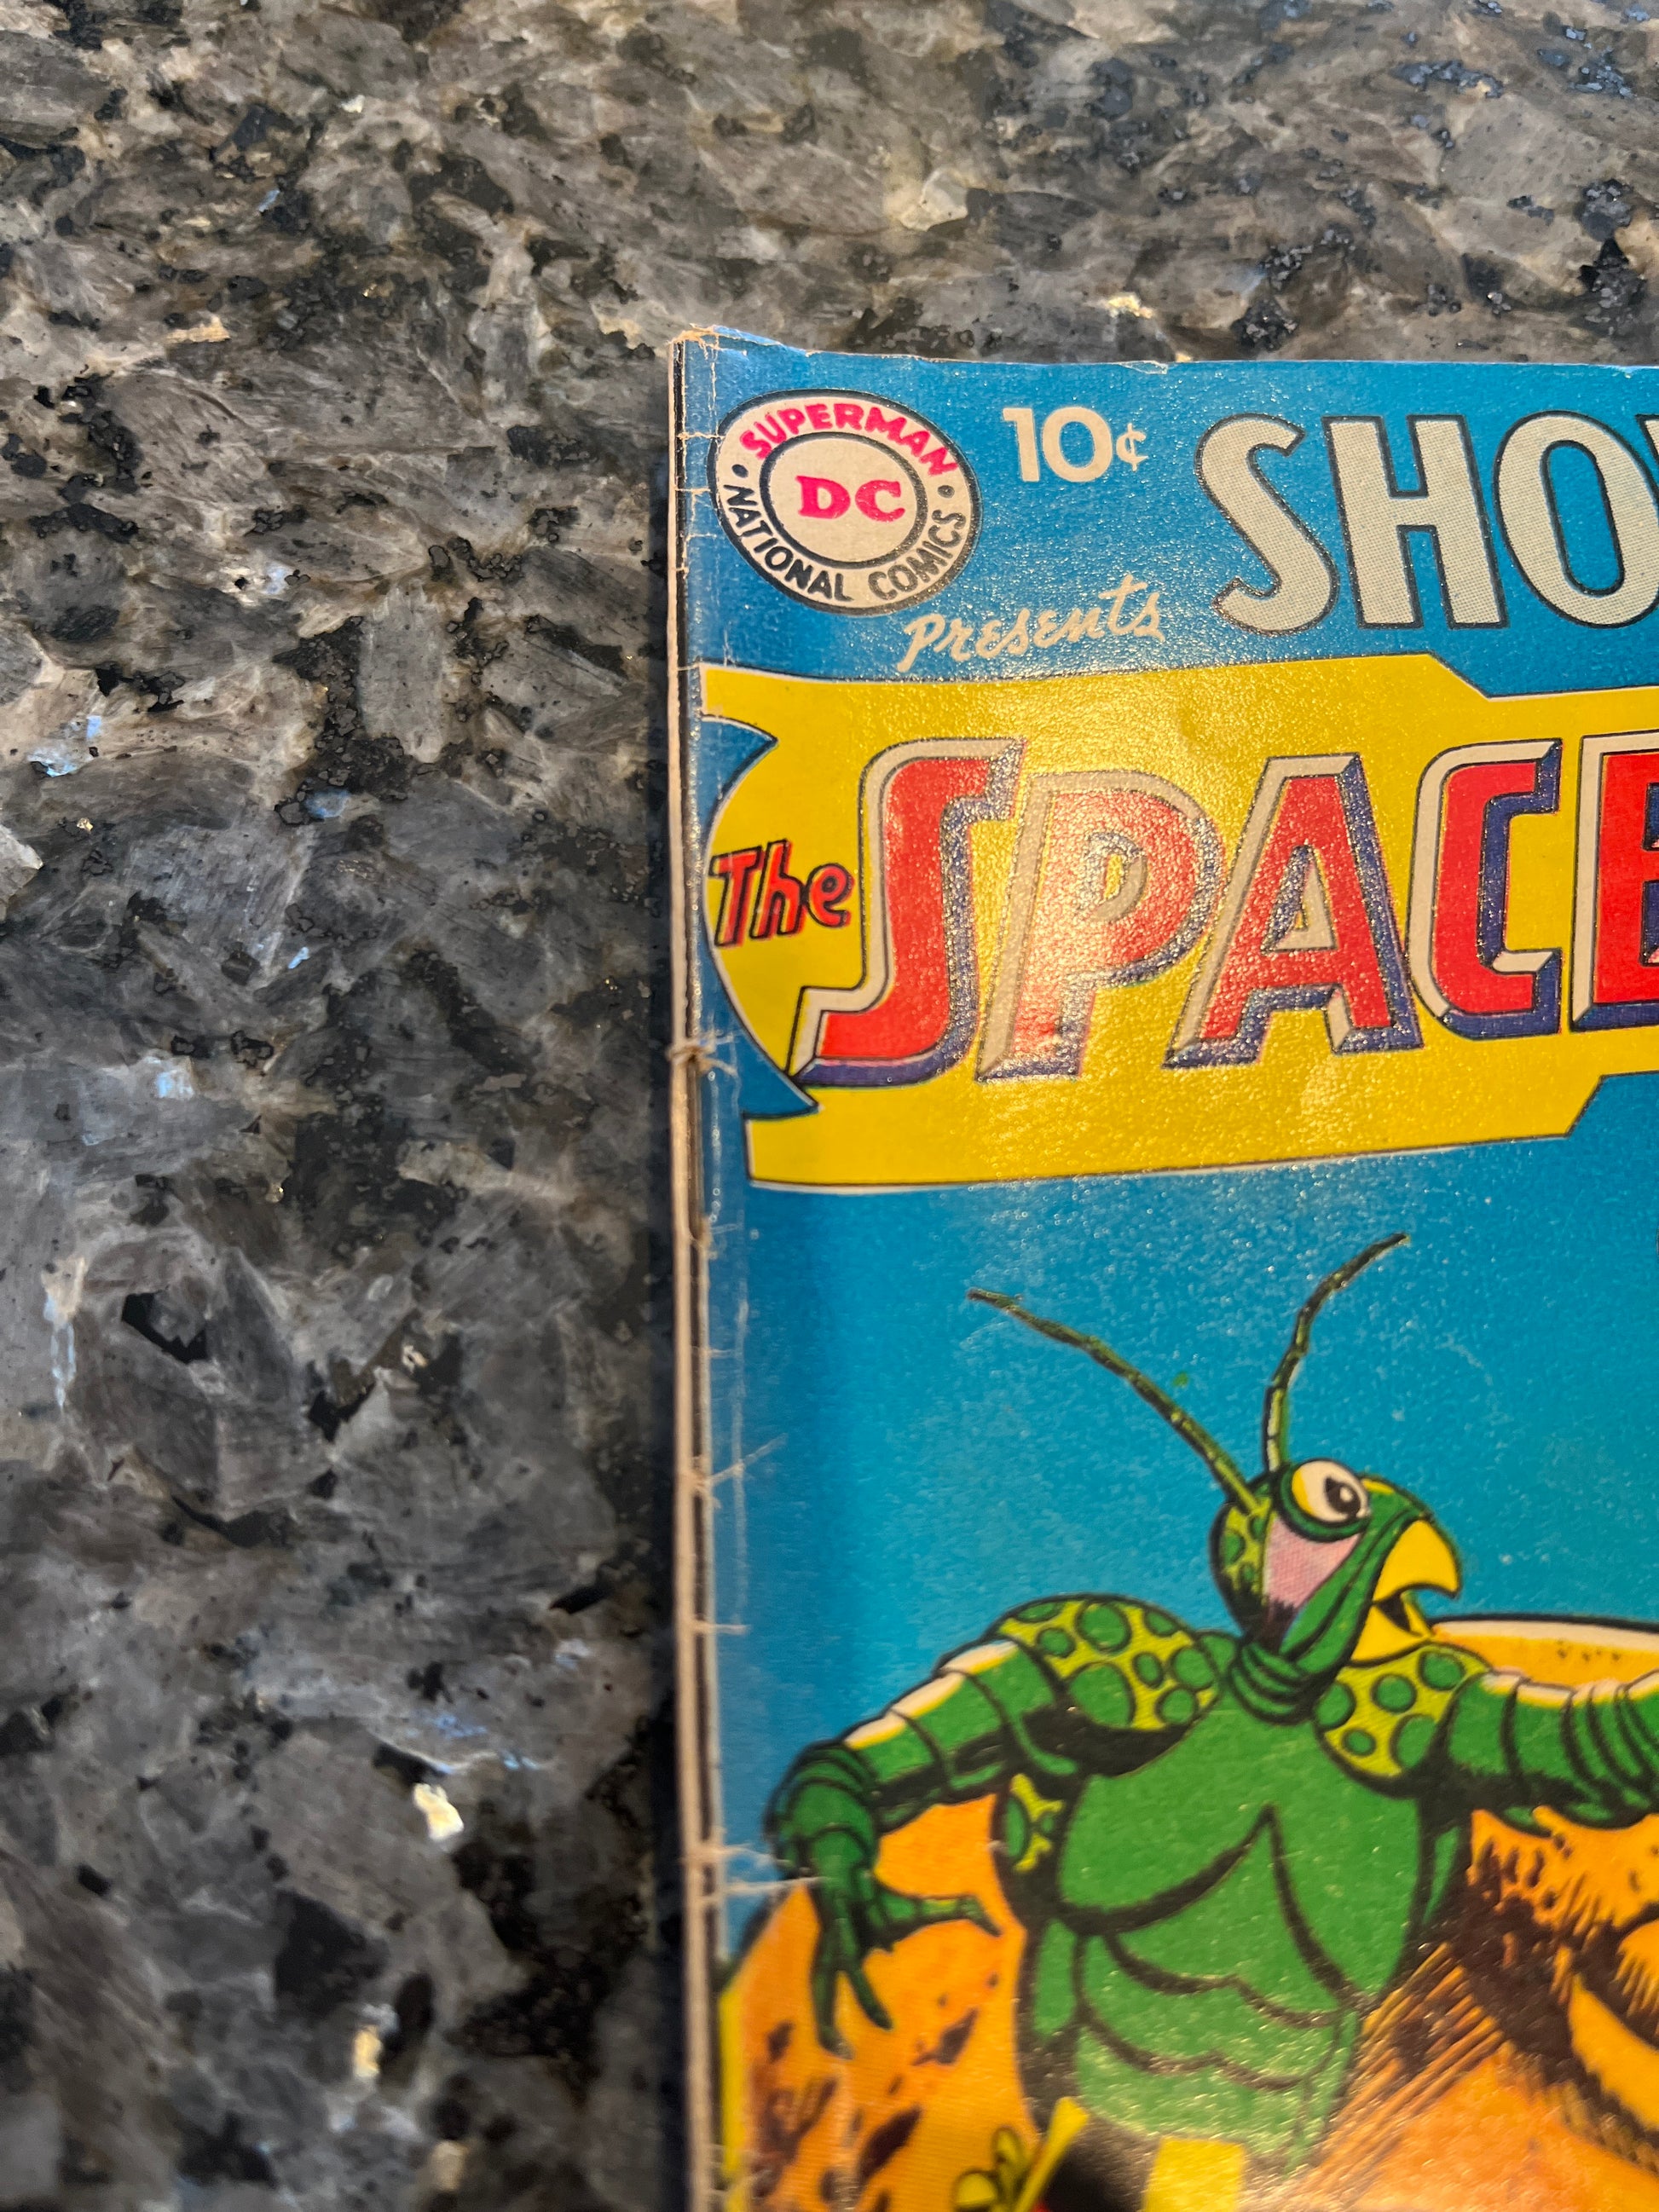 SUPERMAN
DC
NATIONAL COMICS
10¢
Presents
SHO
The SPACE